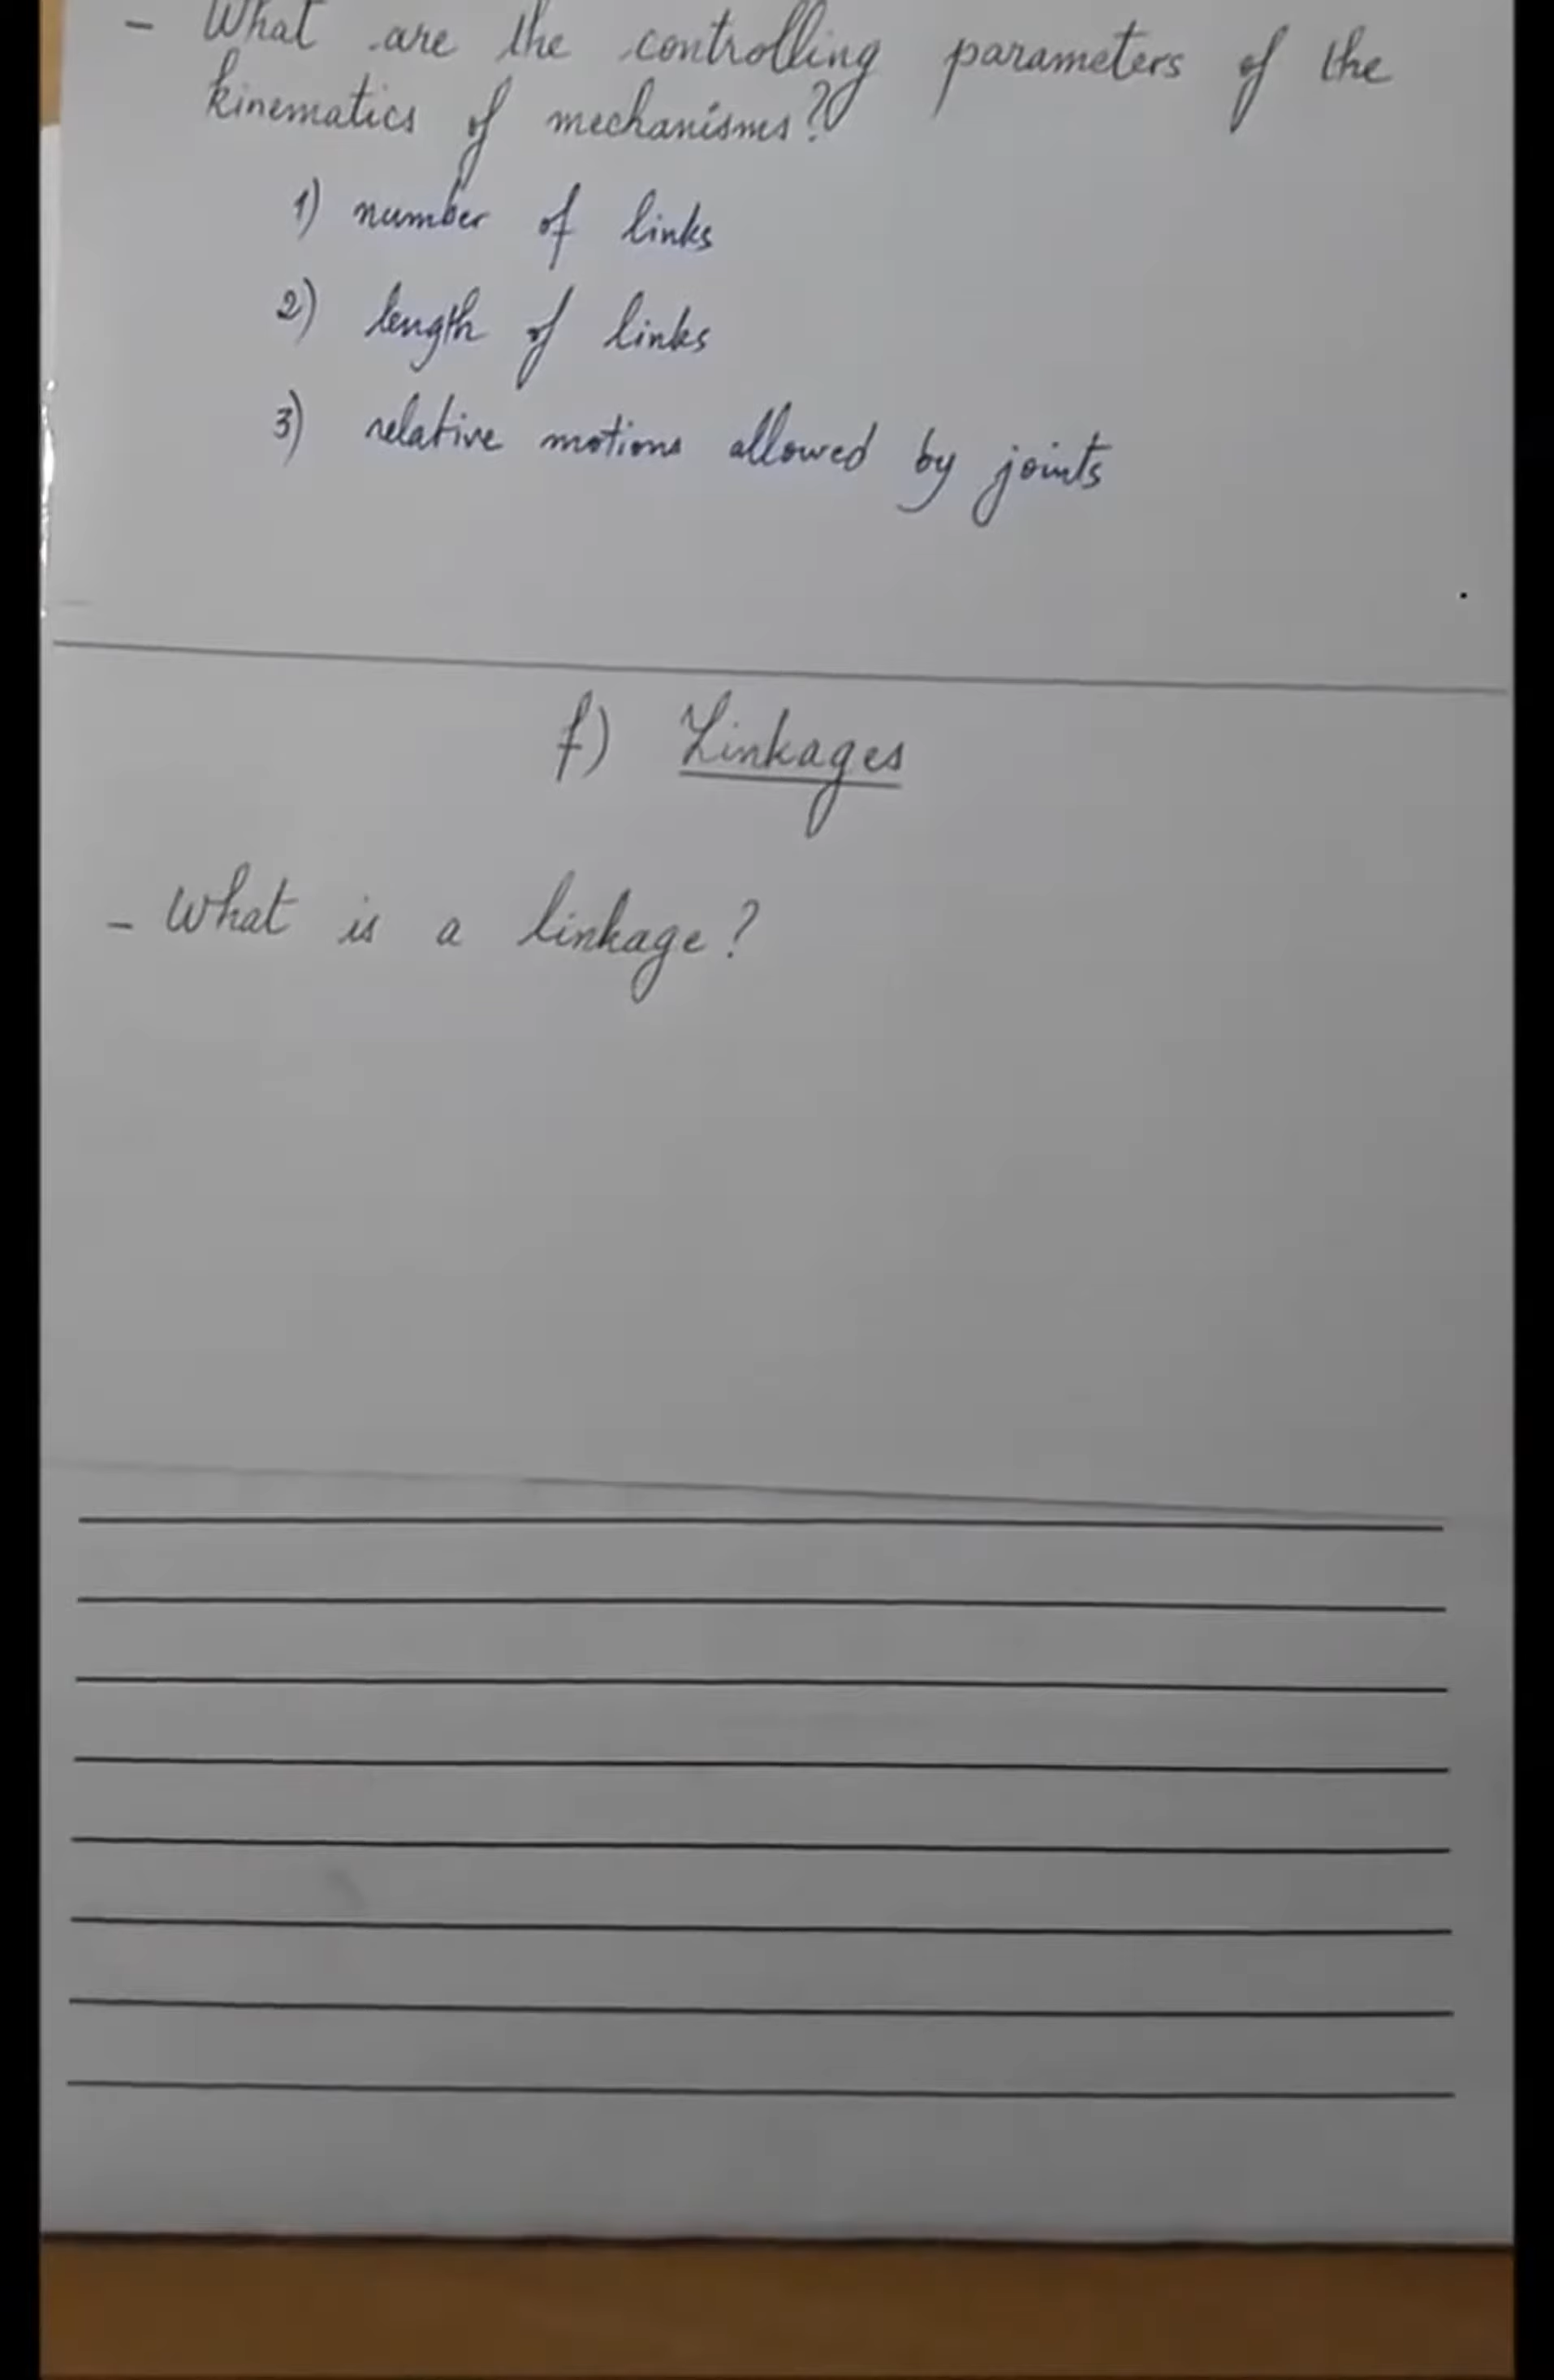 - What are the controlling parameters of the
kinematics of mechanisms?
1) number of links
2) length of links
3) relative motions allowed by joints
f) Linkages
- What is a linkage?